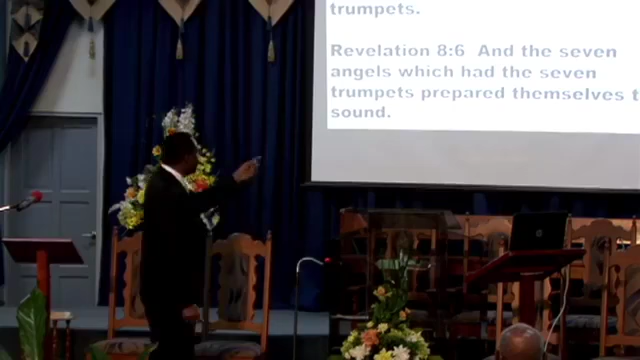 trumpets.
Revelation 8:6 And the seven
angels which had the seven
trumpets prepared themselves t
sound.